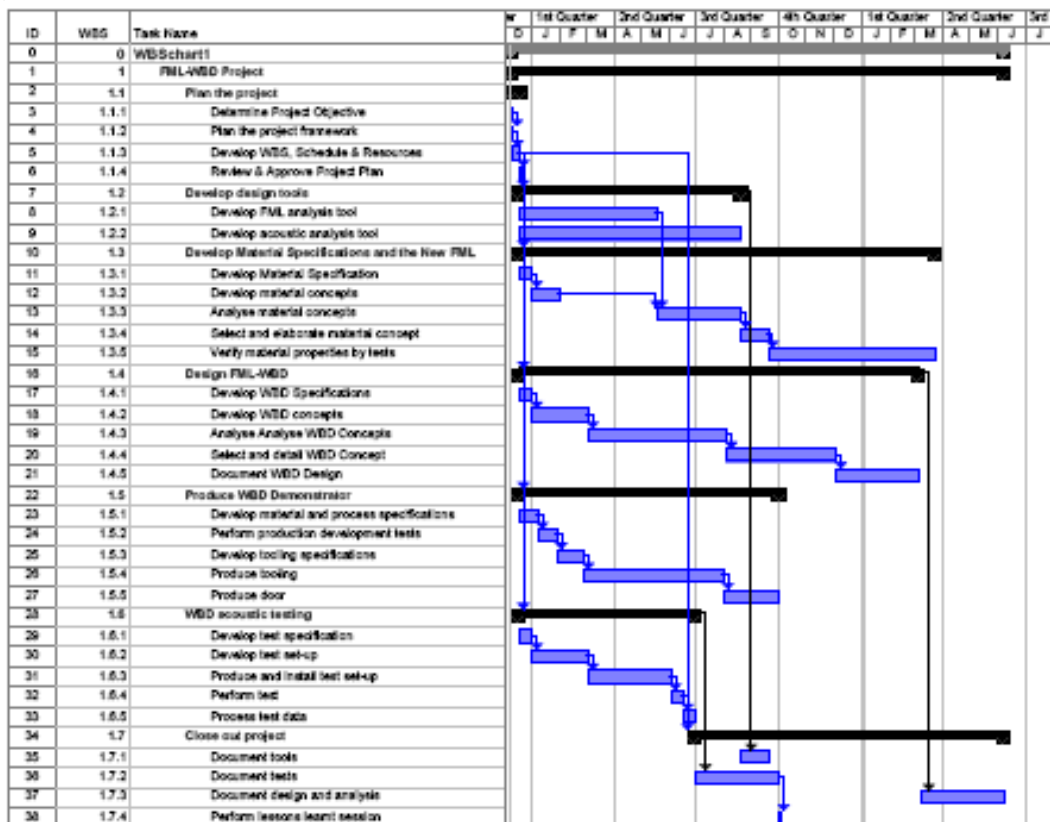 er 1st Quarter 2nd Quarter 3rd Quarter 4th Quarter 1st Quarter 2nd Quarter 3rd
ID WBS Task Name D J F M A M J J A S O N D J F M A M J J
0 0 WBSchart1
1 1 FML-WBD Project
2 1.1 Plan the project
3 1.1.1 Determine Project Objective
4 1.1.2 Plan the project framework
5 1.1.3 Develop WBS, Schedule & Resources
6 1.1.4 Review & Approve Project Plan
7 1.2 Develop design tools
8 1.2.1 Develop FML analysis tool
9 1.2.2 Develop acoustic analysis tool
10 1.3 Develop Material Specifications and the New FML
11 1.3.1 Develop Material Specification
12 1.3.2 Develop material concepts
13 1.3.3 Analyse material concepts
14 1.3.4 Select and elaborate material concept
15 1.3.5 Verify material properties by tests
16 1.4 Design FML-WBD
17 1.4.1 Develop WBD Specifications
18 1.4.2 Develop WBD concepts
19 1.4.3 Analyse Analyse WBD Concepts
20 1.4.4 Select and detail WBD Concept
21 1.4.5 Document WBD Design
22 1.5 Produce WBD Demonstrator
23 1.5.1 Develop material and process specifications
24 1.5.2 Perform production development tests
25 1.5.3 Develop tooling specifications
26 1.5.4 Produce tooling
27 1.5.5 Produce door
28 1.6 WBD acoustic testing
29 1.6.1 Develop test specification
30 1.6.2 Develop test set-up
31 1.6.3 Produce and install test set-up
32 1.6.4 Perform test
33 1.6.5 Process test data
34 1.7 Close out project
35 1.7.1 Document tools
36 1.7.2 Document tests
37 1.7.3 Document design and analysis
38 1.7.4 Perform lessons learnt session